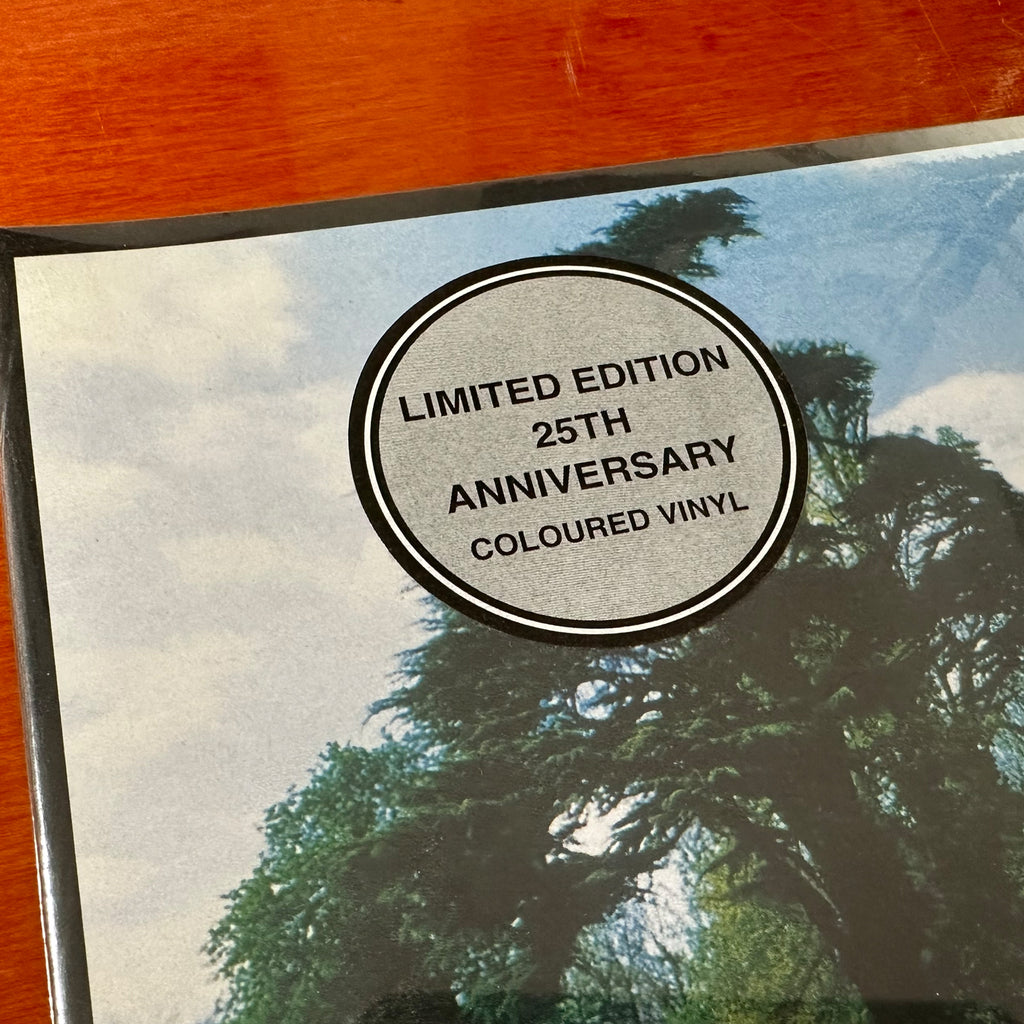 LIMITED EDITION
25TH
ANNIVERSARY
COLOURED VINYL